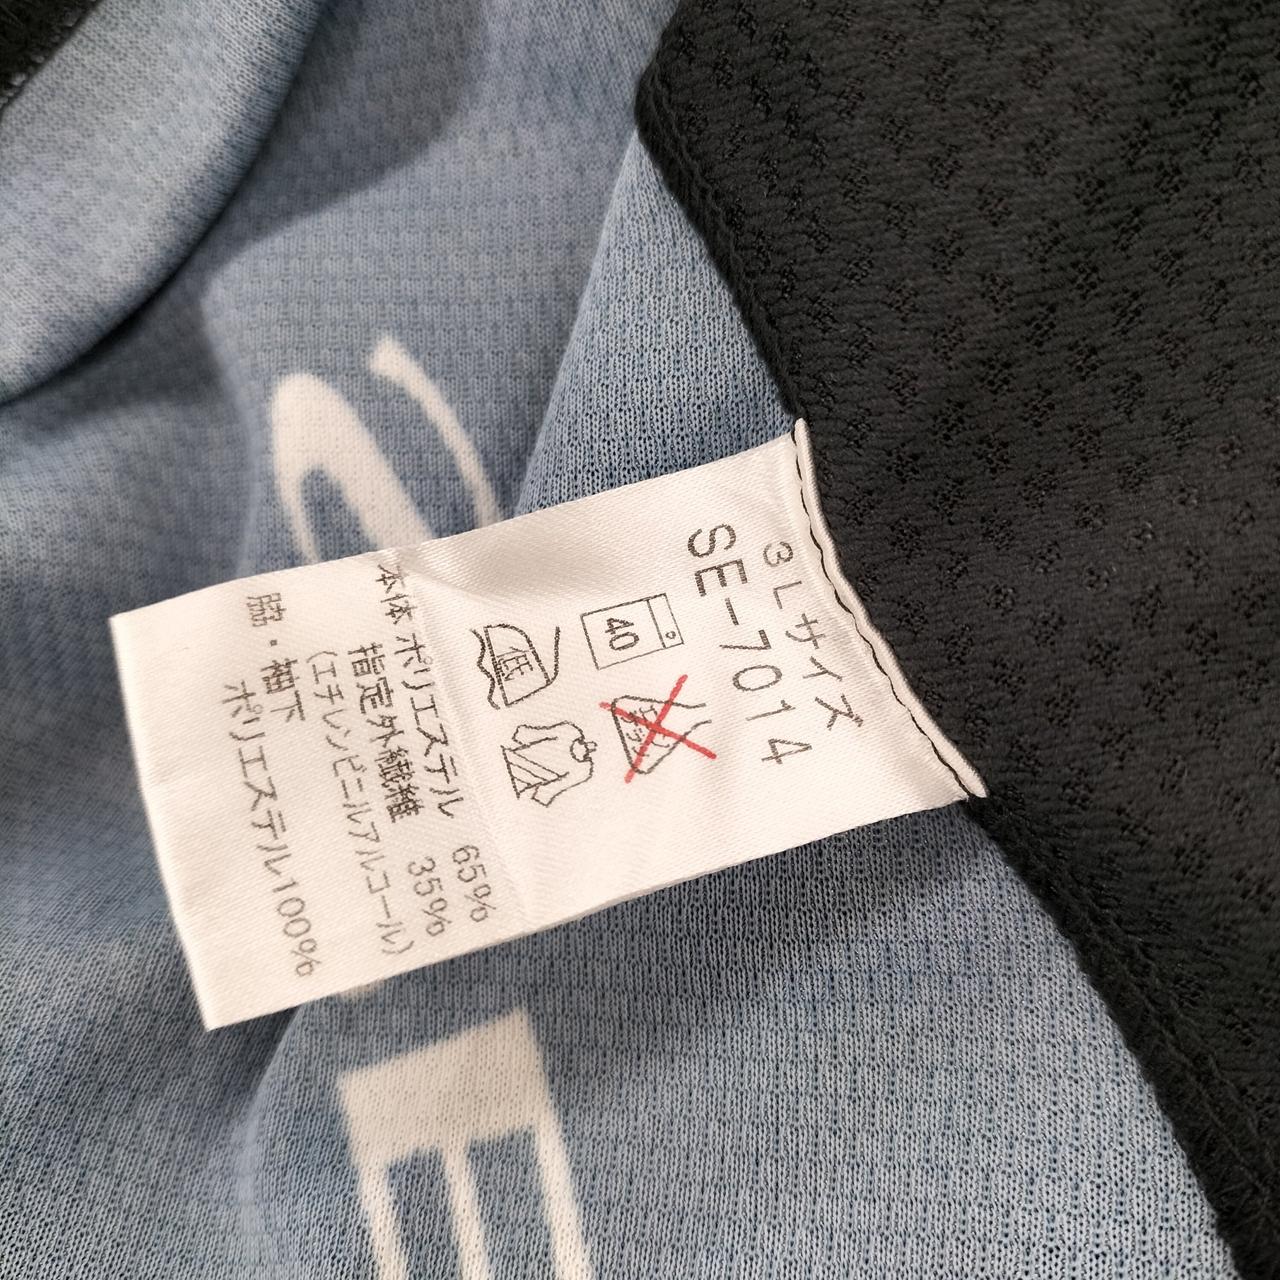 3Lサイズ
SE-7014
40
低
本体 ポリエステル 65%
指定外繊維 35%
(エチレンビニルアルコール)
脇・袖下
ポリエステル100%